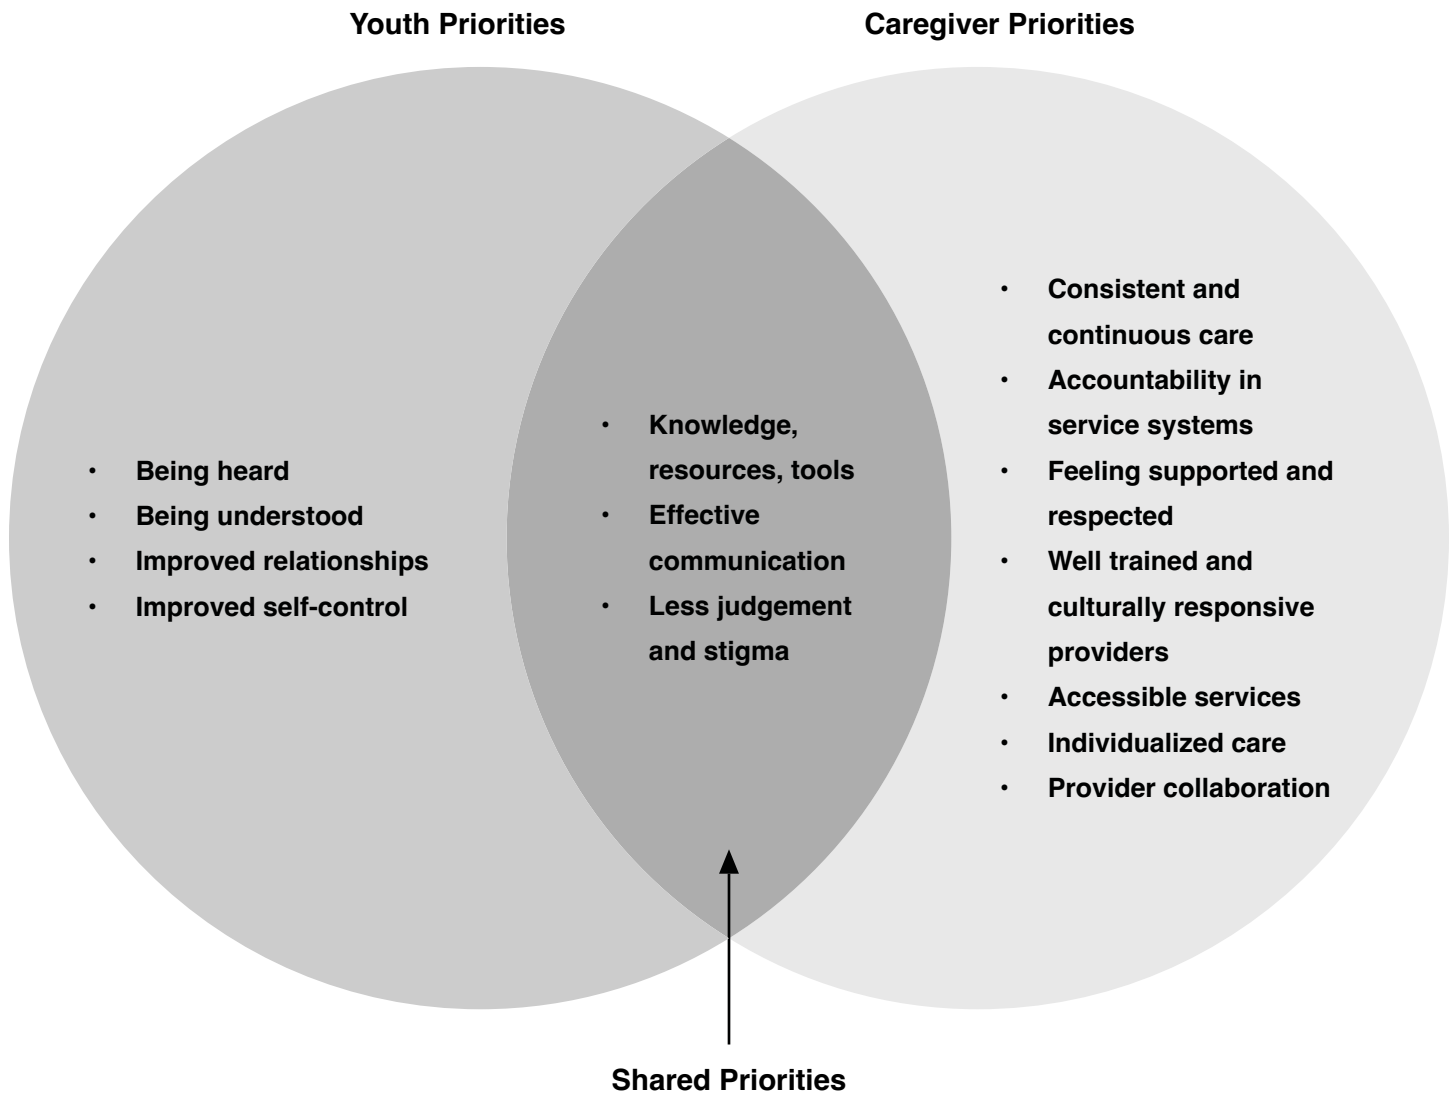 Youth Priorities
Caregiver Priorities
• Being heard
• Being understood
• Improved relationships
• Improved self-control
• Knowledge,
resources, tools
• Effective
communication
• Less judgement
and stigma
• Consistent and
continuous care
• Accountability in
service systems
• Feeling supported and
respected
• Well trained and
culturally responsive
providers
• Accessible services
• Individualized care
• Provider collaboration
Shared Priorities